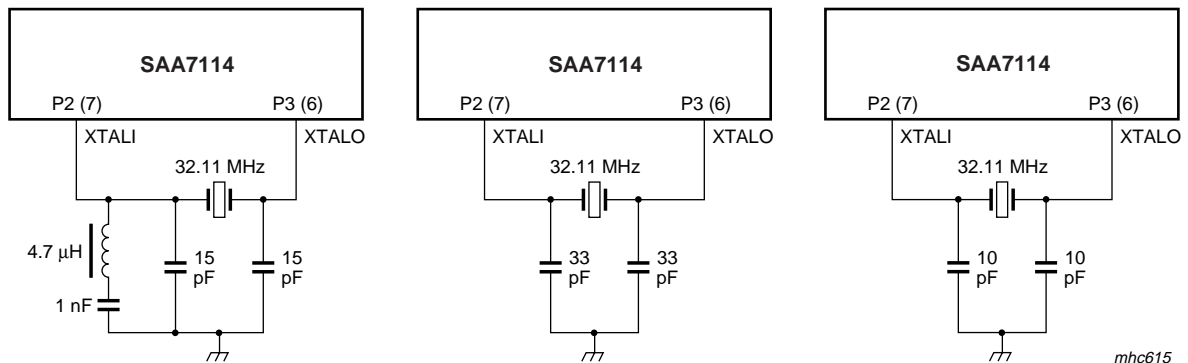 SAA7114
P2 (7)
P3 (6)
XTALI
XTALO
32.11 MHz
4.7 μH
15
pF
15
pF
1 nF
SAA7114
P2 (7)
P3 (6)
XTALI
XTALO
32.11 MHz
33
pF
33
pF
SAA7114
P2 (7)
P3 (6)
XTALI
XTALO
32.11 MHz
10
pF
10
pF
mhc615